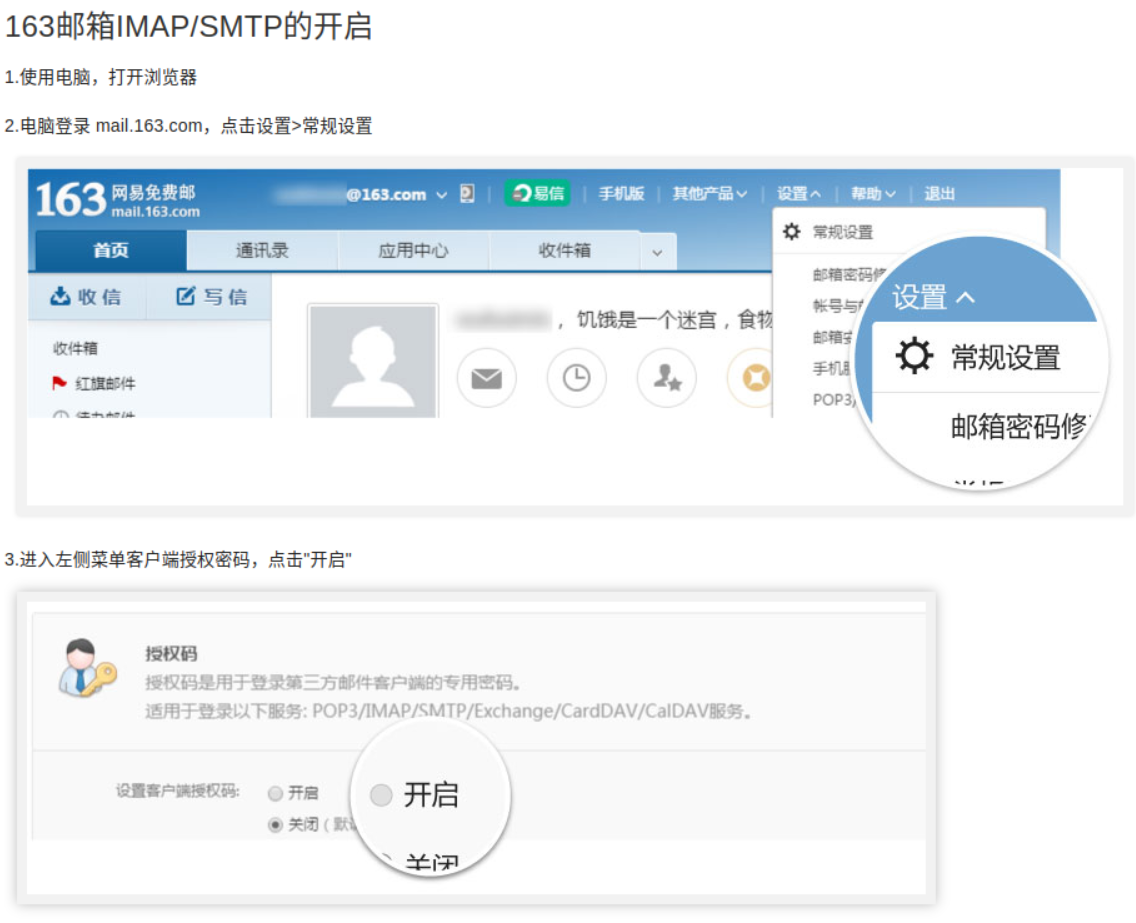 163邮箱IMAP/SMTP的开启
1.使用电脑，打开浏览器
2.电脑登录 mail.163.com，点击设置>常规设置
163 网易免费邮
mail.163.com
@163.com
易信
手机版
其他产品
设置
帮助
退出
首页
通讯录
应用中心
收件箱
常规设置
收信
写信
收件箱
红旗邮件
待办邮件
，饥饿是一个迷宫，食物
邮箱密码修
帐号与
邮箱安
手机服
POP3/
设置
常规设置
邮箱密码修
3.进入左侧菜单客户端授权密码，点击"开启"
授权码
授权码是用于登录第三方邮件客户端的专用密码。
适用于登录以下服务: POP3/IMAP/SMTP/Exchange/CardDAV/CalDAV服务。
设置客户端授权码:
开启
关闭（默认
开启
关闭